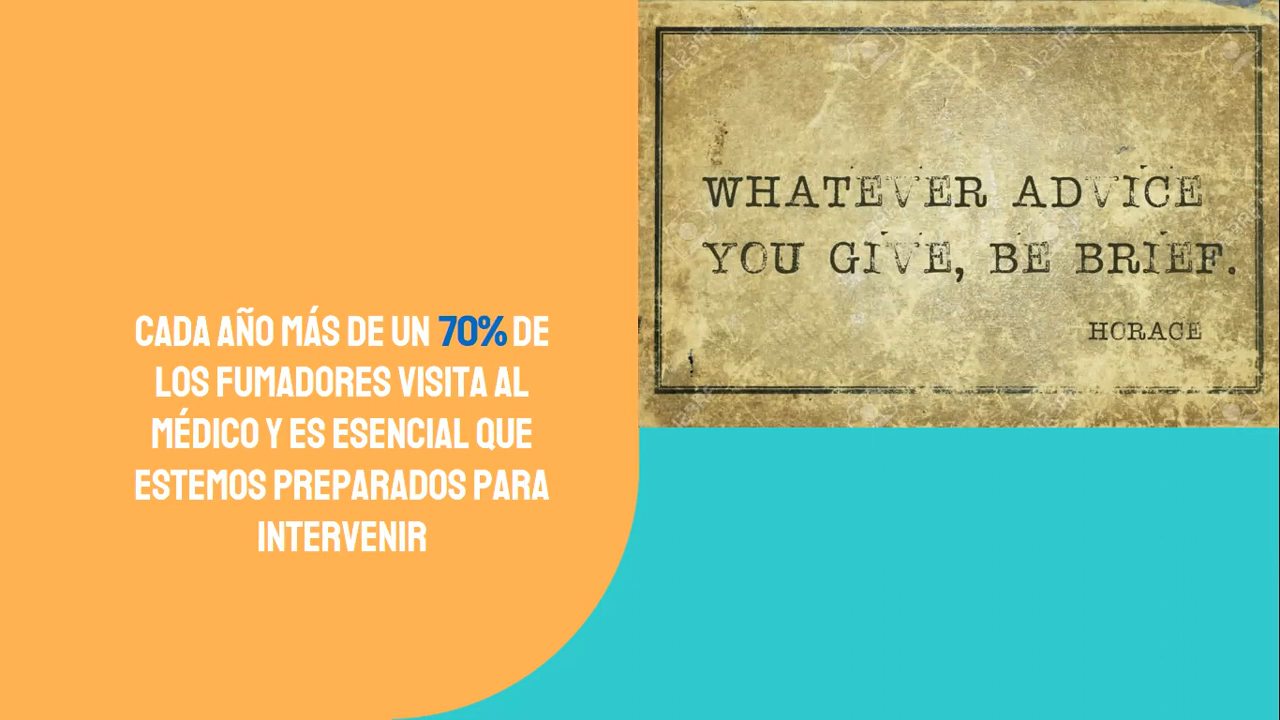 CADA AÑO MÁS DE UN 70% DE
LOS FUMADORES VISITA AL
MÉDICO Y ES ESENCIAL QUE
ESTEMOS PREPARADOS PARA
INTERVENIR
WHATEVER ADVICE
YOU GIVE, BE BRIEF.
HORACE